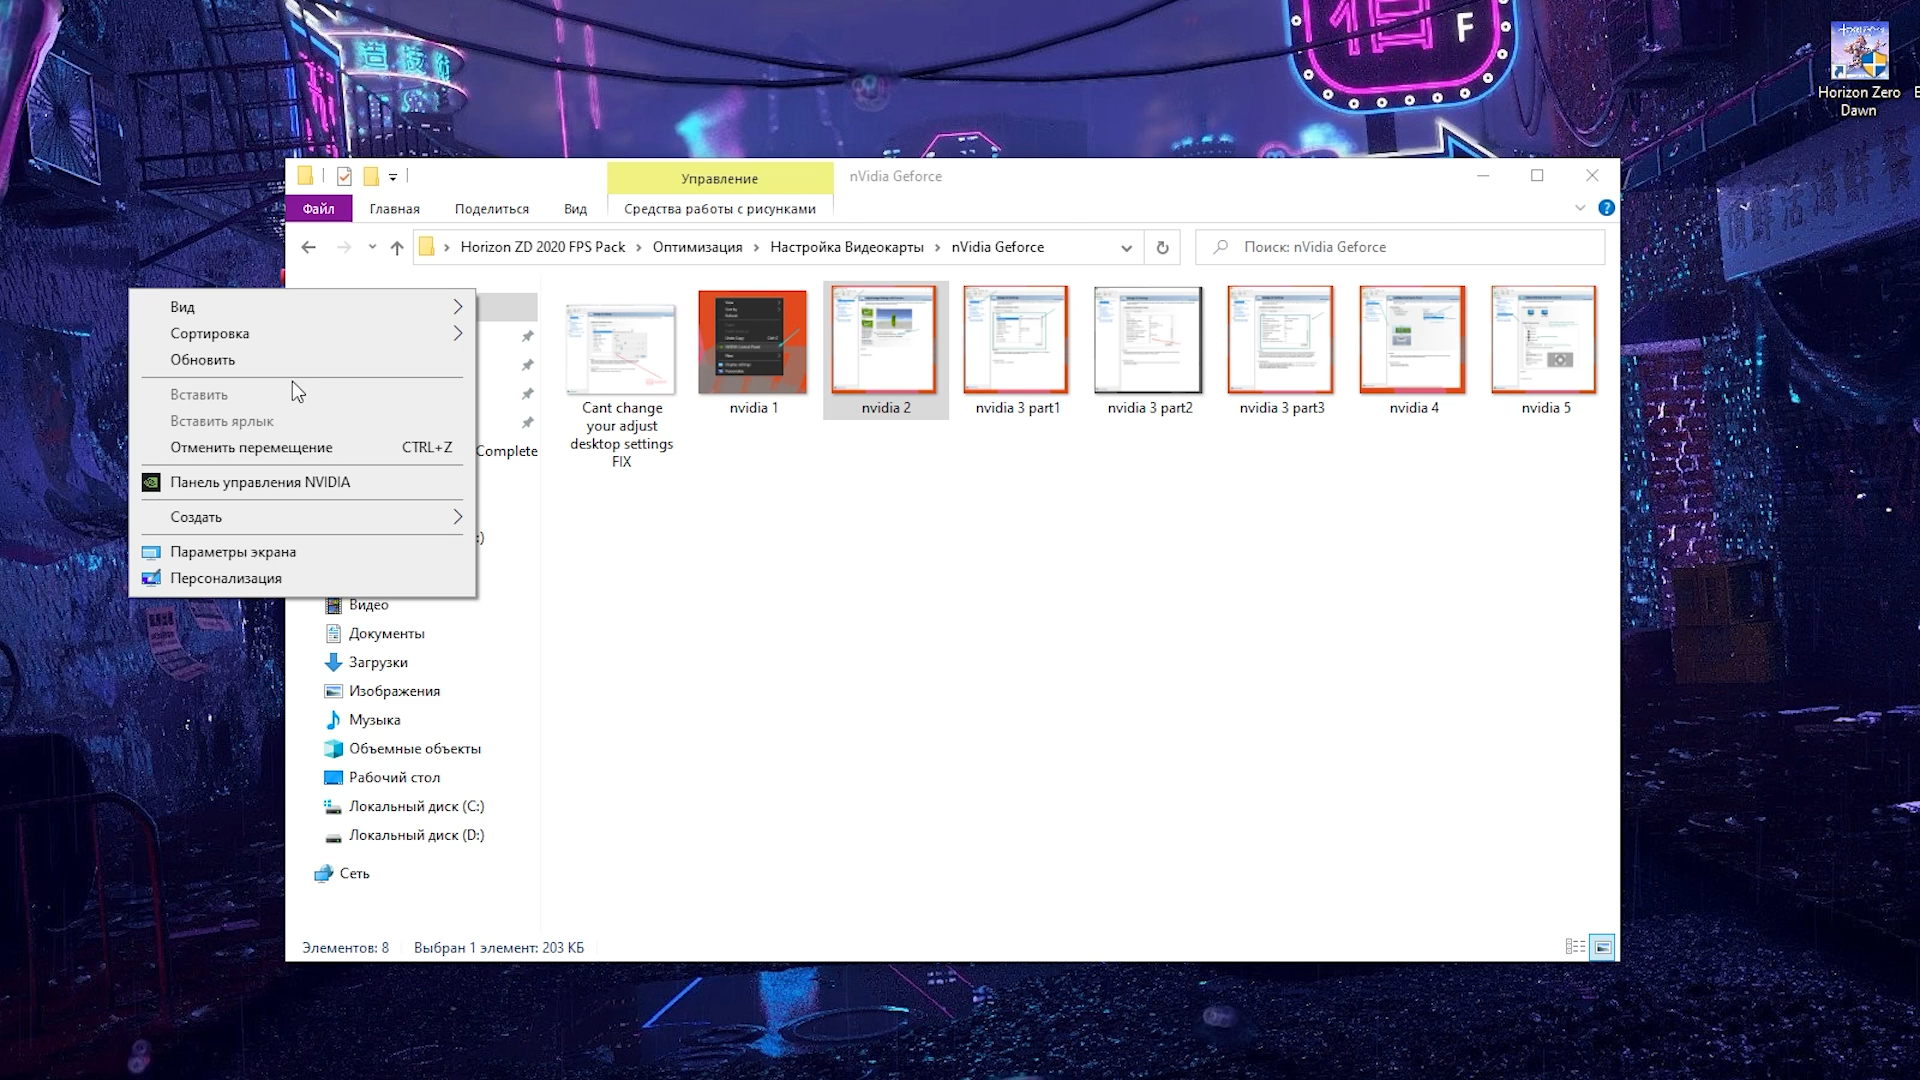 造技術
信
F
Horizon Zero
Dawn
E
Управление
nVidia Geforce
Файл
Главная
Поделиться
Вид
Средства работы с рисунками
Horizon ZD 2020 FPS Pack
Оптимизация
Настройка Видеокарты
nVidia Geforce
Поиск: nVidia Geforce
Вид
Сортировка
Обновить
Вставить
Вставить ярлык
Отменить перемещение CTRL+Z
Панель управления NVIDIA
Создать
Параметры экрана
Персонализация
Complete
:)
Видео
Документы
Загрузки
Изображения
Музыка
Объемные объекты
Рабочий стол
Локальный диск (C:)
Локальный диск (D:)
Сеть
Cant change
your adjust
desktop settings
FIX
nvidia 1
nvidia 2
nvidia 3 part1
nvidia 3 part2
nvidia 3 part3
nvidia 4
nvidia 5
Элементов: 8
Выбран 1 элемент: 203 КБ